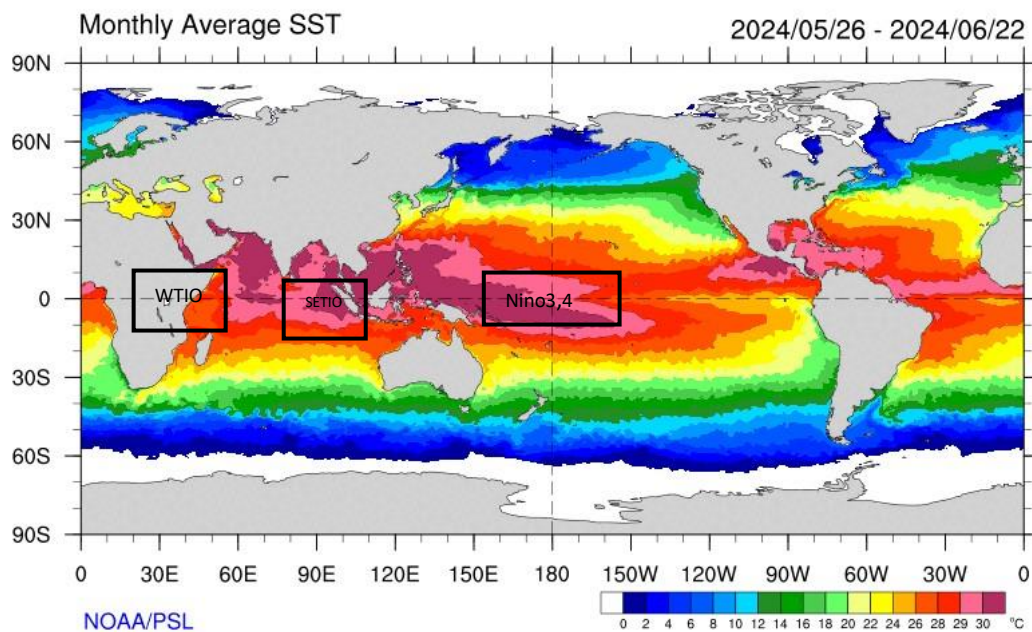 Monthly Average SST 2024/05/26 - 2024/06/22
90N
60N
30N
0
30S
60S
90S
WTIO
SETIO
Nino3,4
0 30E 60E 90E 120E 150E 180 150W 120W 90W 60W 30W 0
0 2 4 6 8 10 12 14 16 18 20 22 24 26 28 29 30 °C
NOAA/PSL